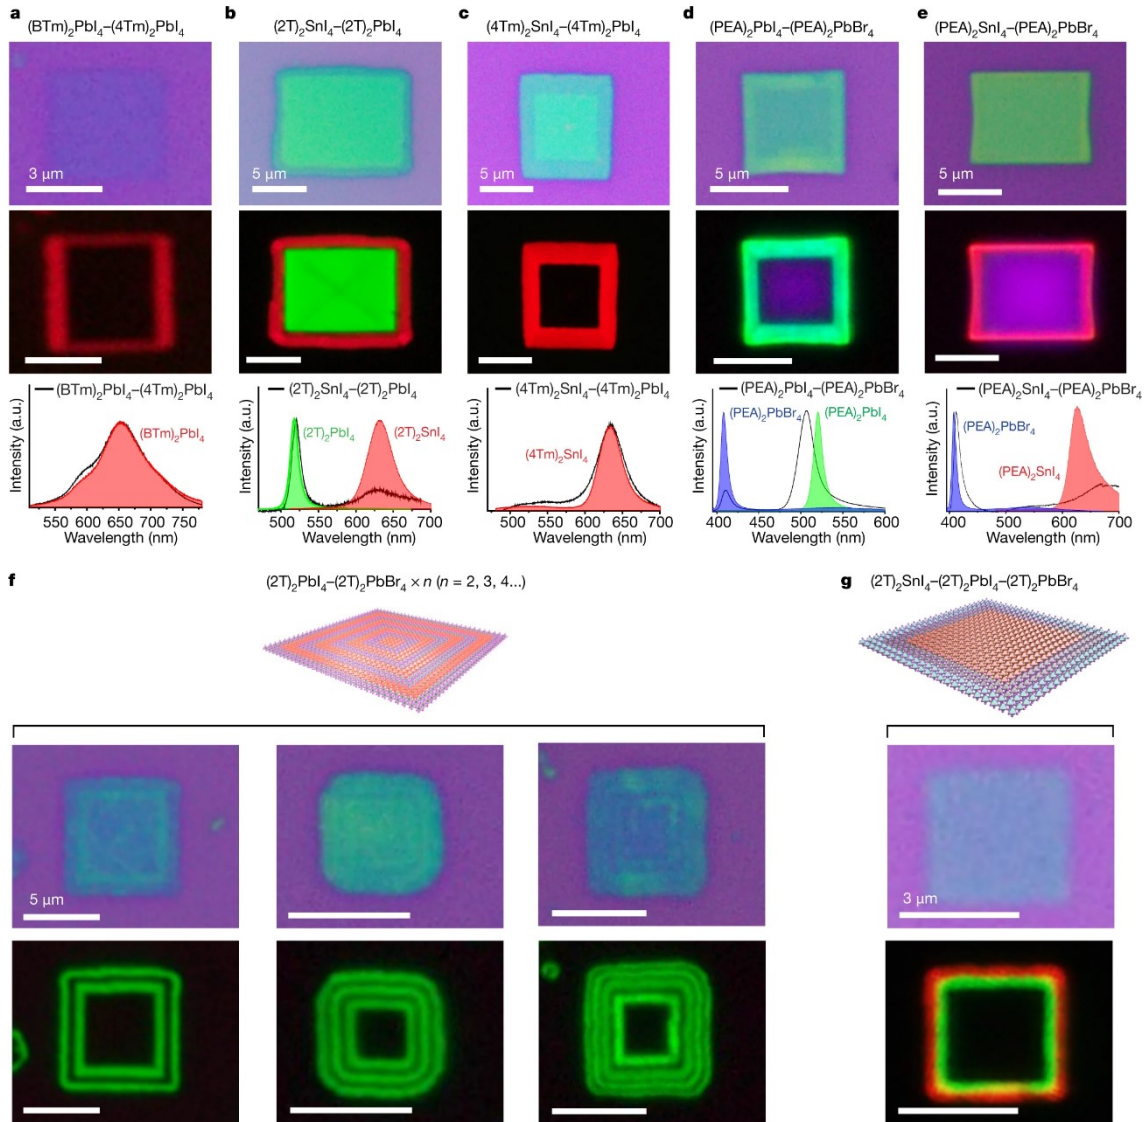 a
(BTm)₂PbI₄–(4Tm)₂PbI₄
3 μm
(BTm)₂PbI₄–(4Tm)₂PbI₄
(BTm)₂PbI₄
Intensity (a.u.)
550 600 650 700 750
Wavelength (nm)
b
(2T)₂SnI₄–(2T)₂PbI₄
5 μm
(2T)₂SnI₄–(2T)₂PbI₄
(2T)₂PbI₄
(2T)₂SnI₄
Intensity (a.u.)
500 550 600 650 700
Wavelength (nm)
c
(4Tm)₂SnI₄–(4Tm)₂PbI₄
5 μm
(4Tm)₂SnI₄–(4Tm)₂PbI₄
(4Tm)₂SnI₄
Intensity (a.u.)
500 550 600 650 700
Wavelength (nm)
d
(PEA)₂PbI₄–(PEA)₂PbBr₄
5 μm
(PEA)₂PbI₄–(PEA)₂PbBr₄
(PEA)₂PbBr₄
(PEA)₂PbI₄
Intensity (a.u.)
400 450 500 550 600
Wavelength (nm)
e
(PEA)₂SnI₄–(PEA)₂PbBr₄
5 μm
(PEA)₂SnI₄–(PEA)₂PbBr₄
(PEA)₂PbBr₄
(PEA)₂SnI₄
Intensity (a.u.)
400 500 600 700
Wavelength (nm)
f
(2T)₂PbI₄–(2T)₂PbBr₄ × n (n = 2, 3, 4...)
5 μm
g
(2T)₂SnI₄–(2T)₂PbI₄–(2T)₂PbBr₄
3 μm